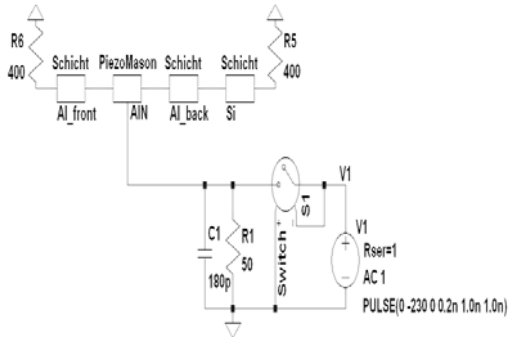 R6
R5
Schicht PiezoMason Schicht Schicht
400
400
Al_front AlN Al_back Si
V1
S1
V1
C1
R1
Switch
+ -
Rser=1
50
AC 1
180p
PULSE(0 -230 0 0.2n 1.0n 1.0n)